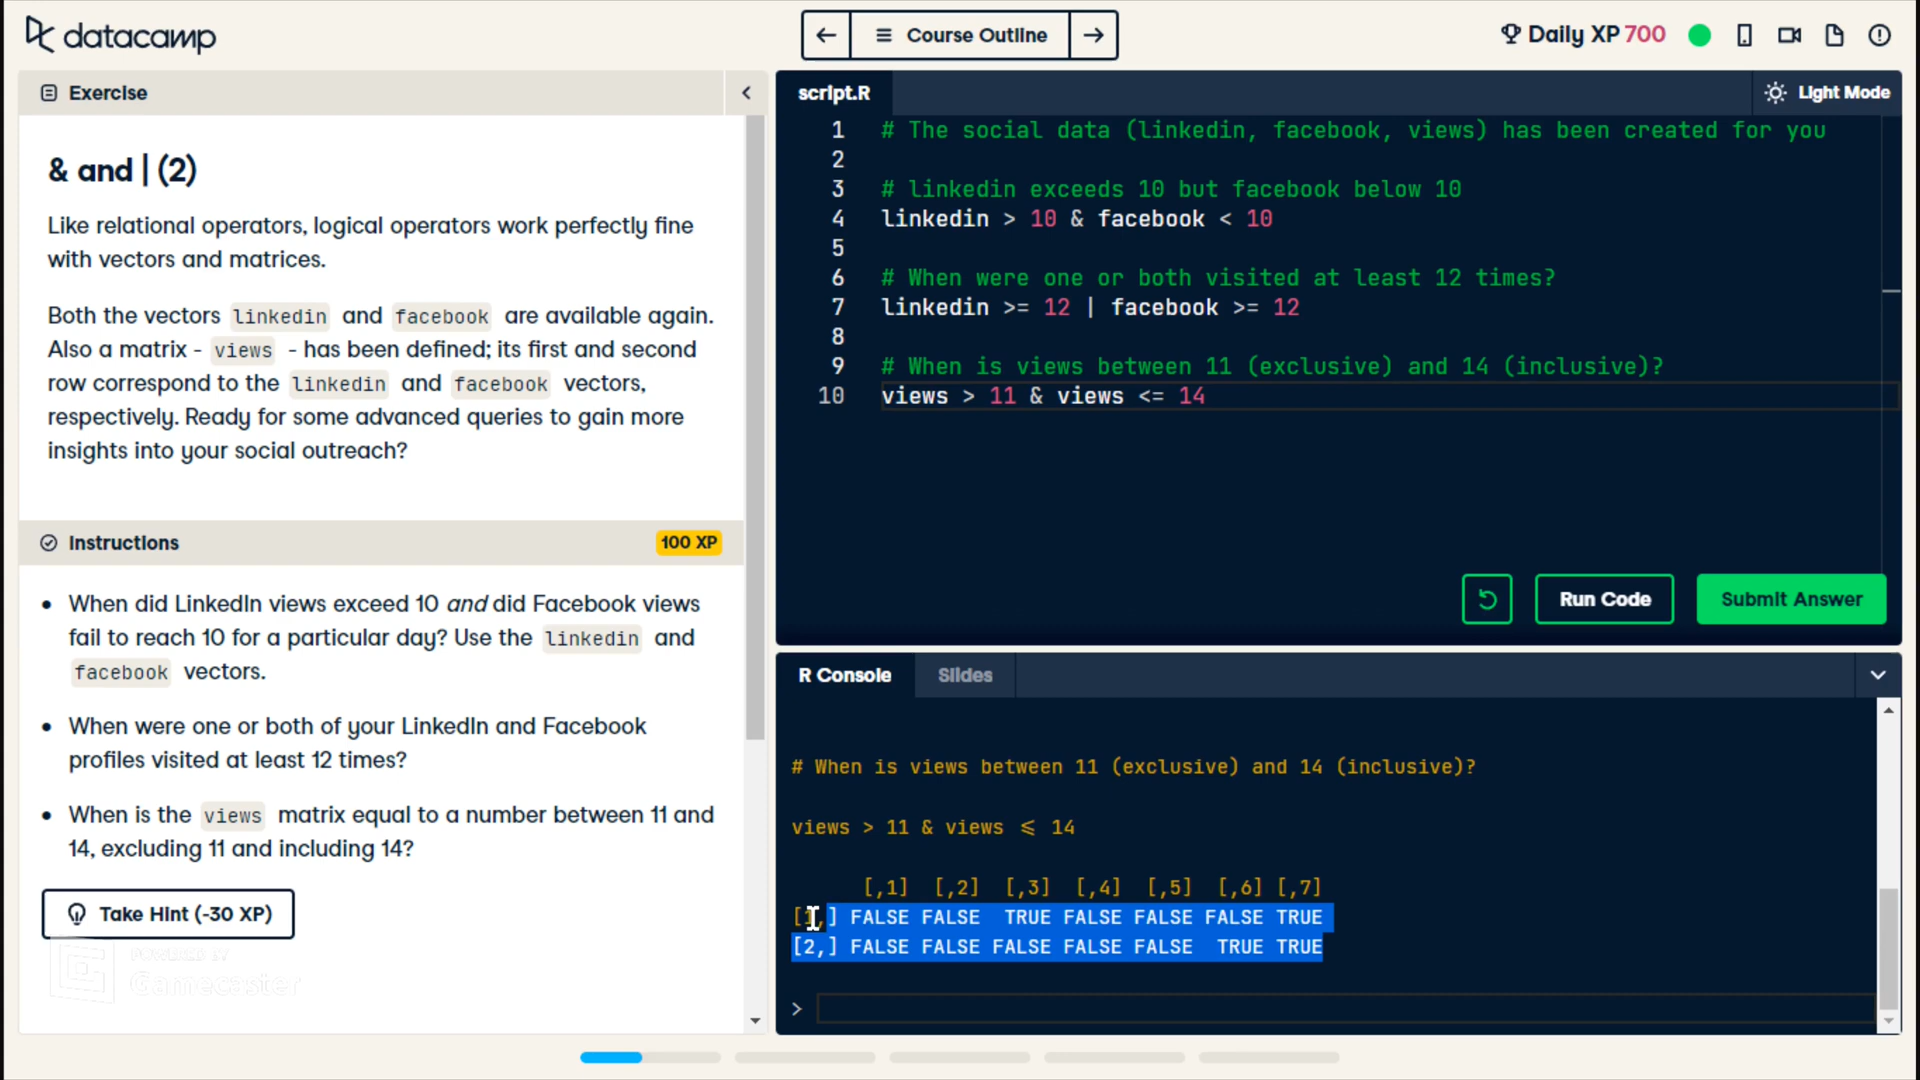 datacamp
Course Outline
Daily XP 700
Exercise
& and | (2)
Like relational operators, logical operators work perfectly fine
with vectors and matrices.
Both the vectors linkedin and facebook are available again.
Also a matrix - views - has been defined; its first and second
row correspond to the linkedin and facebook vectors,
respectively. Ready for some advanced queries to gain more
insights into your social outreach?
Instructions
100 XP
• When did LinkedIn views exceed 10 and did Facebook views
fail to reach 10 for a particular day? Use the linkedin and
facebook vectors.
• When were one or both of your LinkedIn and Facebook
profiles visited at least 12 times?
• When is the views matrix equal to a number between 11 and
14, excluding 11 and including 14?
Take Hint (-30 XP)
POWERED BY
Gamecaster
script.R
Light Mode
1 # The social data (linkedin, facebook, views) has been created for you
2
3 # linkedin exceeds 10 but facebook below 10
4 linkedin > 10 & facebook < 10
5
6 # When were one or both visited at least 12 times?
7 linkedin >= 12 | facebook >= 12
8
9 # When is views between 11 (exclusive) and 14 (inclusive)?
10 views > 11 & views <= 14
Run Code
Submit Answer
R Console
Slides
# When is views between 11 (exclusive) and 14 (inclusive)?
views > 11 & views <= 14
[,1] [,2] [,3] [,4] [,5] [,6] [,7]
[1,] FALSE FALSE TRUE FALSE FALSE FALSE TRUE
[2,] FALSE FALSE FALSE FALSE FALSE TRUE TRUE
>